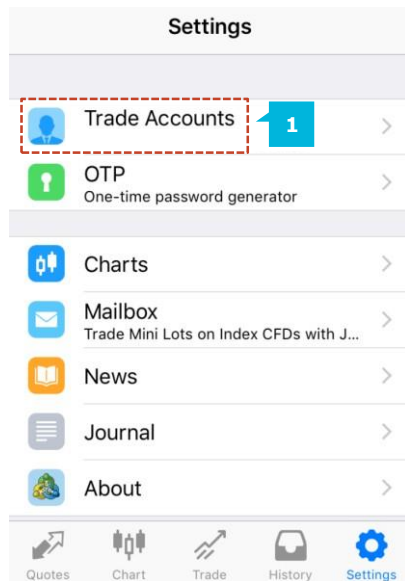 Settings
Trade Accounts
1
OTP
One-time password generator
Charts
Mailbox
Trade Mini Lots on Index CFDs with J...
News
Journal
About
Quotes Chart Trade History Settings